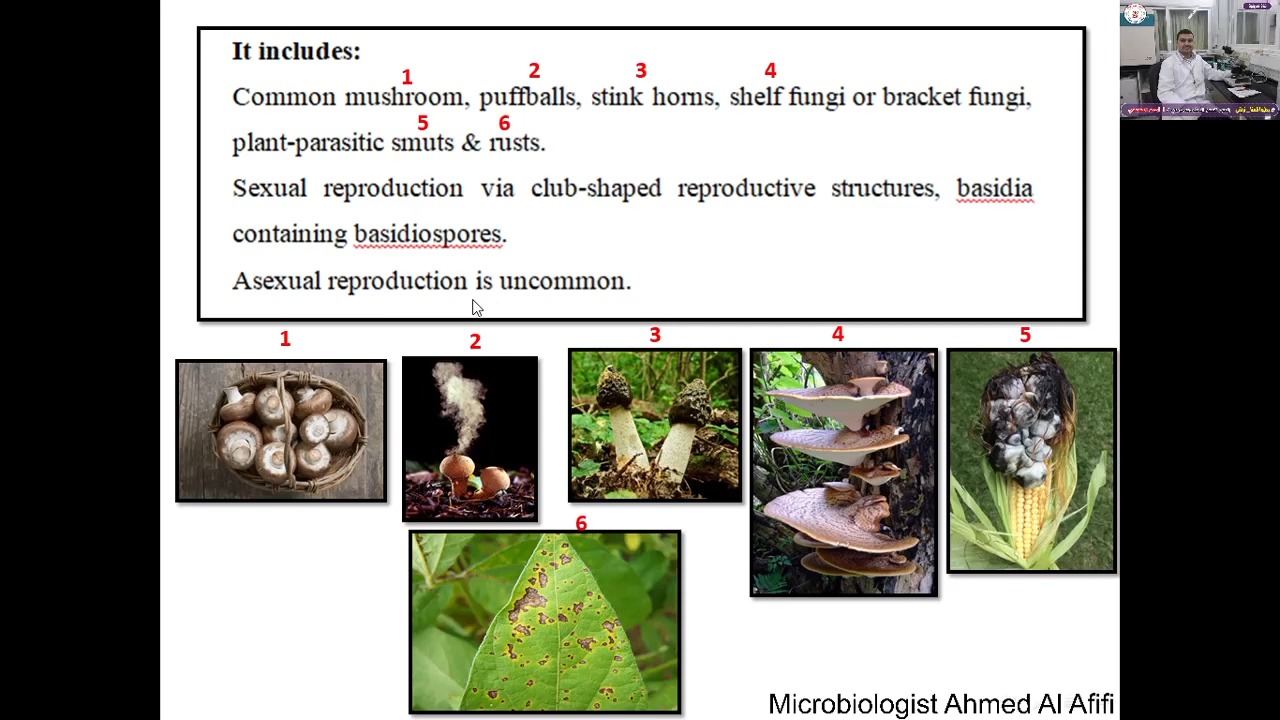 It includes:
1 2 3 4
Common mushroom, puffballs, stink horns, shelf fungi or bracket fungi,
5 6
plant-parasitic smuts & rusts.
Sexual reproduction via club-shaped reproductive structures, basidia
containing basidiospores.
Asexual reproduction is uncommon.
1 2 3 4 5
6
Microbiologist Ahmed Al Afifi